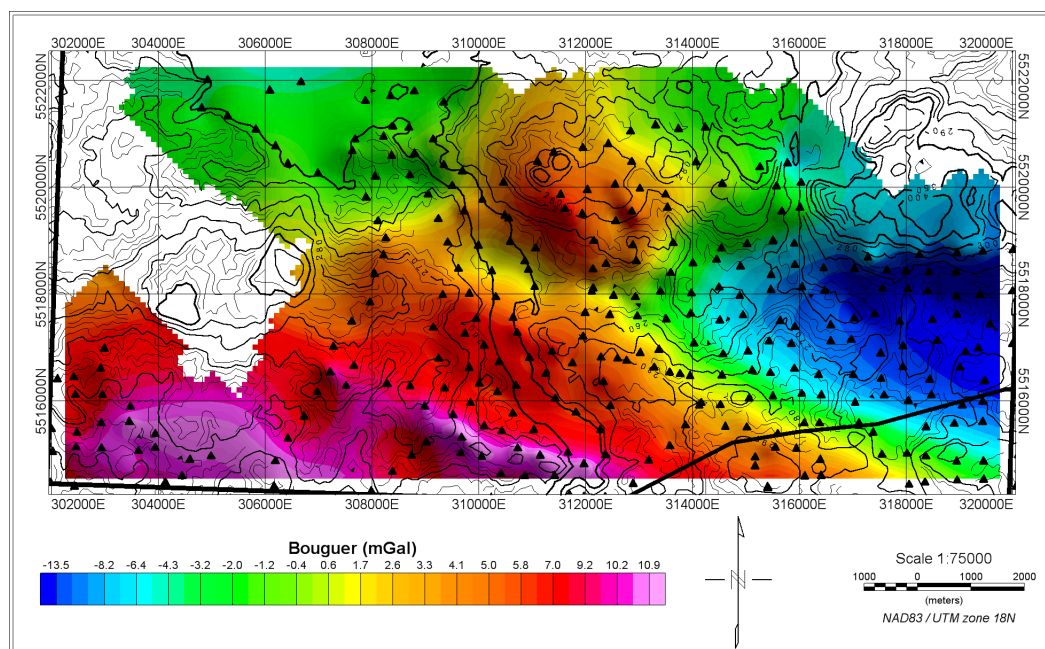 302000E 304000E 306000E 308000E 310000E 312000E 314000E 316000E 318000E 320000E
5522000N 5522000N
290
5520000N 5520000N
400
280
5518000N 5518000N
260
5516000N 5516000N
302000E 304000E 306000E 308000E 310000E 312000E 314000E 316000E 318000E 320000E
Bouguer (mGal)
-13.5 -8.2 -6.4 -4.3 -3.2 -2.0 -1.2 -0.4 0.6 1.7 2.6 3.3 4.1 5.0 5.8 7.0 9.2 10.2 10.9
N
Scale 1:75000
1000 0 1000 2000
(meters)
NAD83 / UTM zone 18N